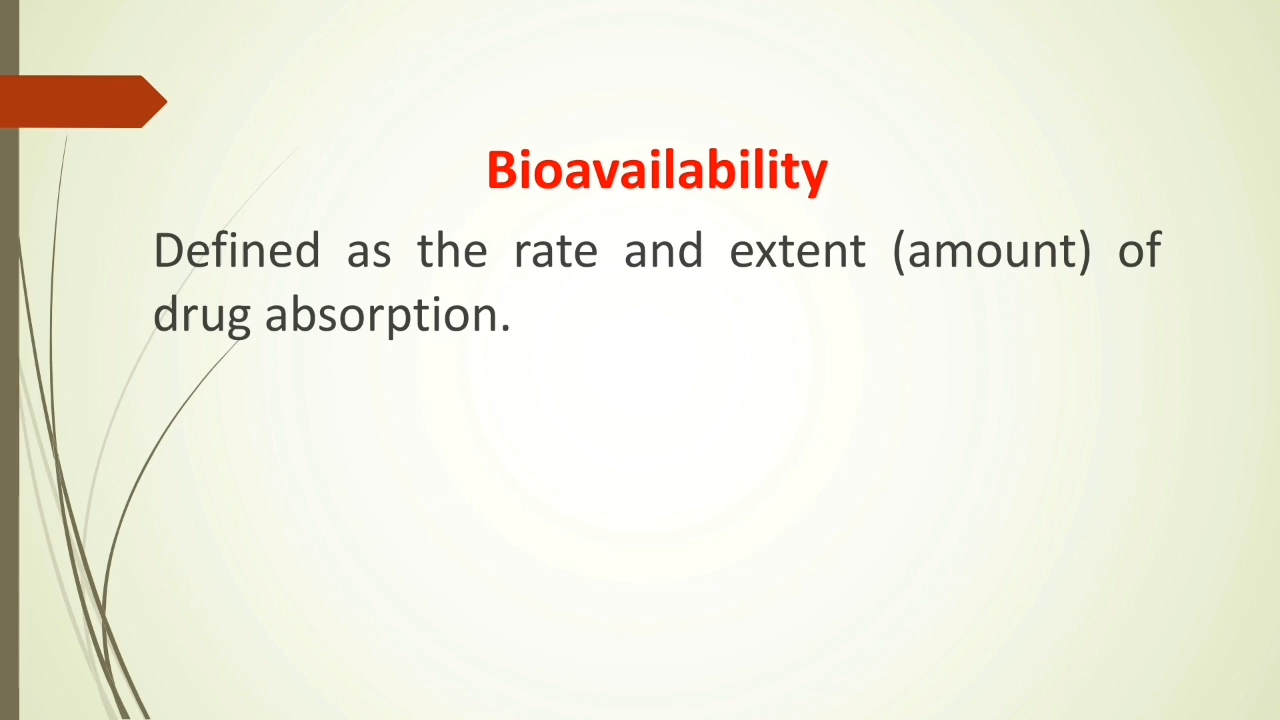 Bioavailability
Defined as the rate and extent (amount) of
drug absorption.